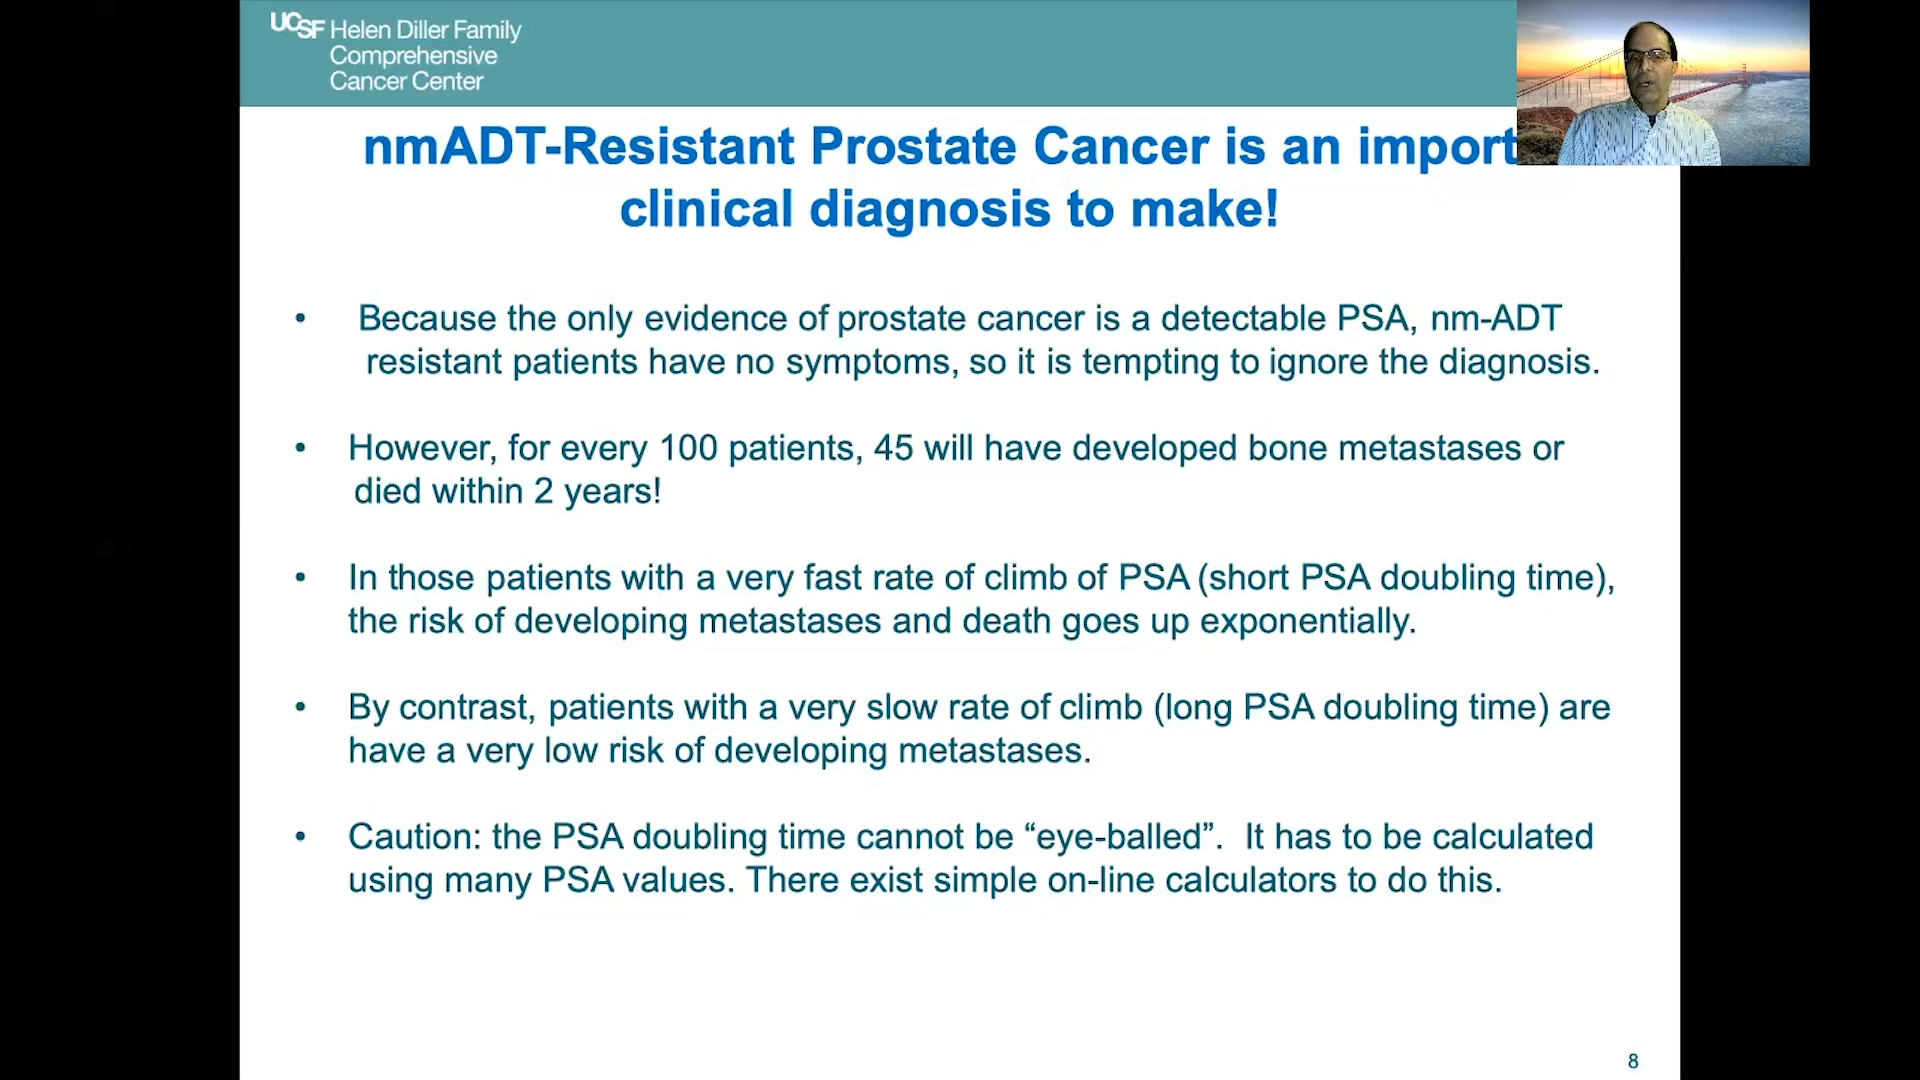 UCSF Helen Diller Family
Comprehensive
Cancer Center
nmADT-Resistant Prostate Cancer is an import
clinical diagnosis to make!
• Because the only evidence of prostate cancer is a detectable PSA, nm-ADT
resistant patients have no symptoms, so it is tempting to ignore the diagnosis.
• However, for every 100 patients, 45 will have developed bone metastases or
died within 2 years!
• In those patients with a very fast rate of climb of PSA (short PSA doubling time),
the risk of developing metastases and death goes up exponentially.
• By contrast, patients with a very slow rate of climb (long PSA doubling time) are
have a very low risk of developing metastases.
• Caution: the PSA doubling time cannot be “eye-balled”. It has to be calculated
using many PSA values. There exist simple on-line calculators to do this.
8